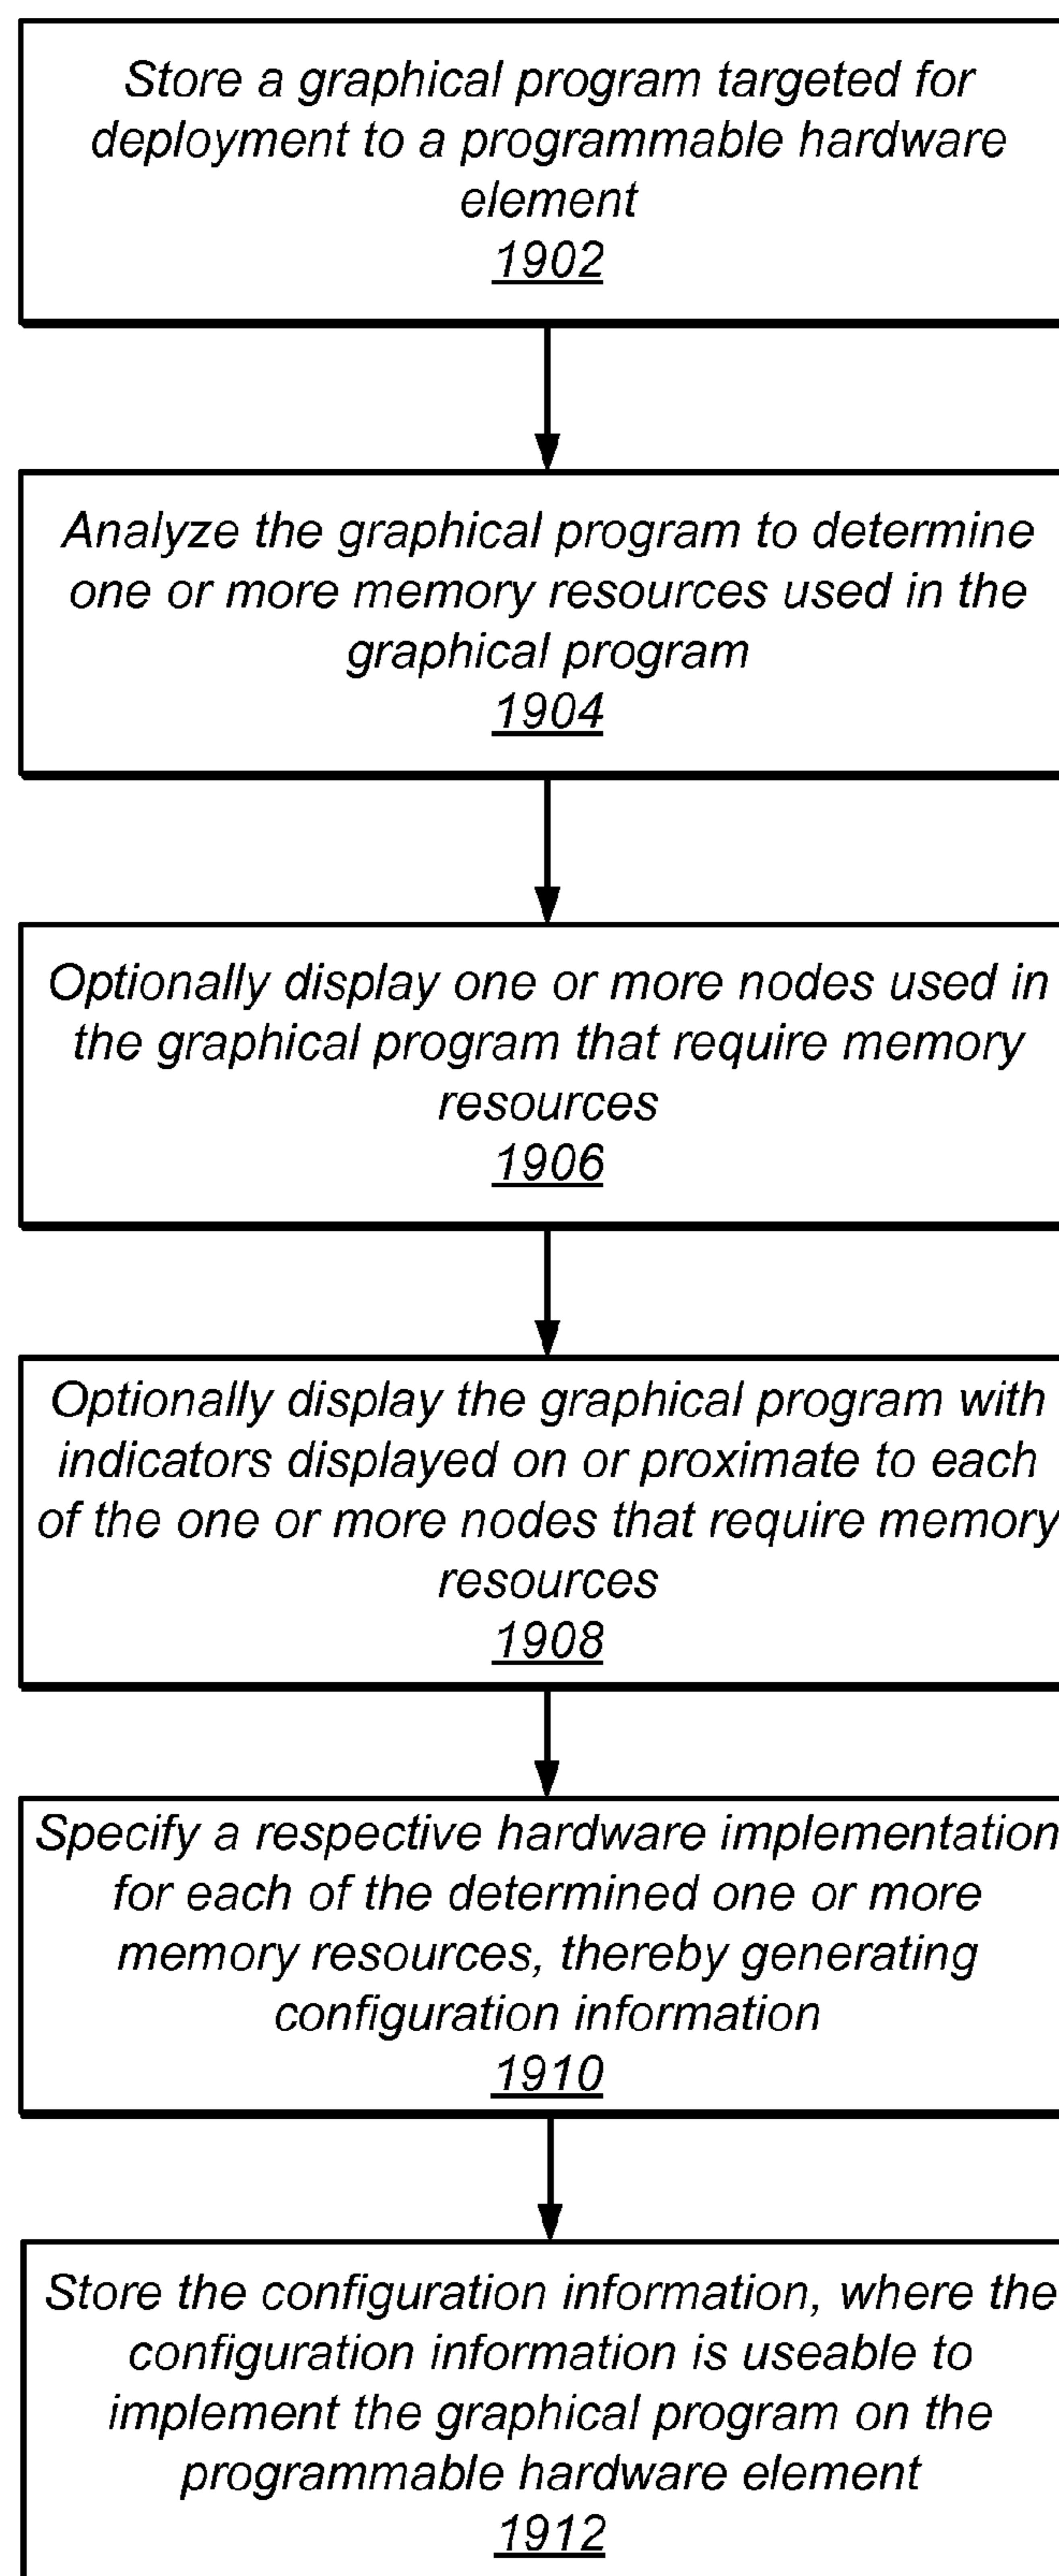 Store a graphical program targeted for
deployment to a programmable hardware
element
1902
Analyze the graphical program to determine
one or more memory resources used in the
graphical program
1904
Optionally display one or more nodes used in
the graphical program that require memory
resources
1906
Optionally display the graphical program with
indicators displayed on or proximate to each
of the one or more nodes that require memory
resources
1908
Specify a respective hardware implementation
for each of the determined one or more
memory resources, thereby generating
configuration information
1910
Store the configuration information, where the
configuration information is useable to
implement the graphical program on the
programmable hardware element
1912